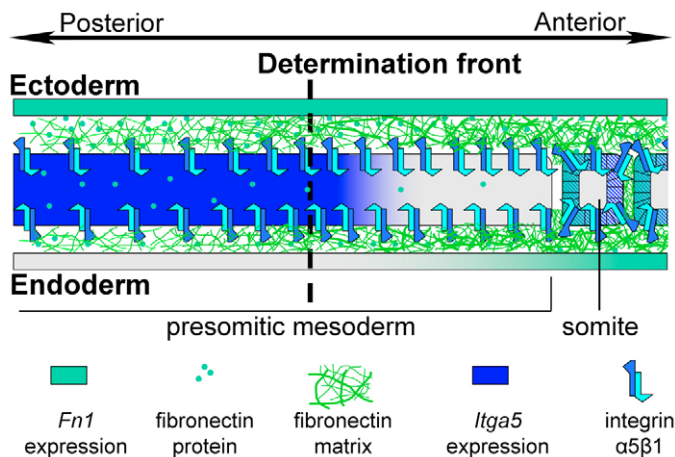 Posterior Anterior
Determination front
Ectoderm
Endoderm
presomitic mesoderm somite
Fn1 expression
fibronectin protein
fibronectin matrix
Itga5 expression
integrin α5β1